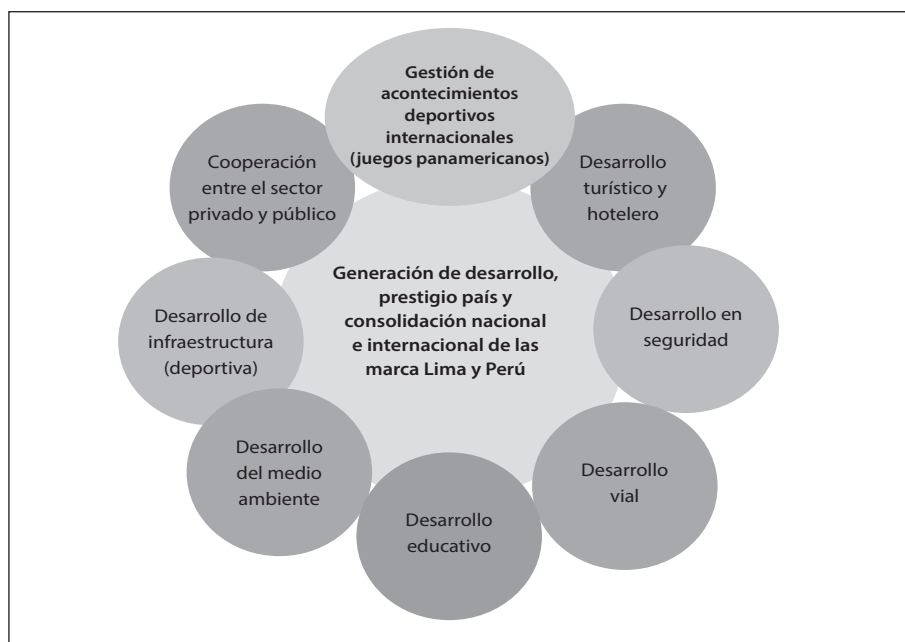 Gestión de
acontecimientos
deportivos
internacionales
(juegos panamericanos)
Desarrollo
turístico y
hotelero
Desarrollo en
seguridad
Desarrollo
vial
Desarrollo
educativo
Desarrollo
del medio
ambiente
Desarrollo de
infraestructura
(deportiva)
Cooperación
entre el sector
privado y público
Generación de desarrollo,
prestigio país y
consolidación nacional
e internacional de las
marca Lima y Perú